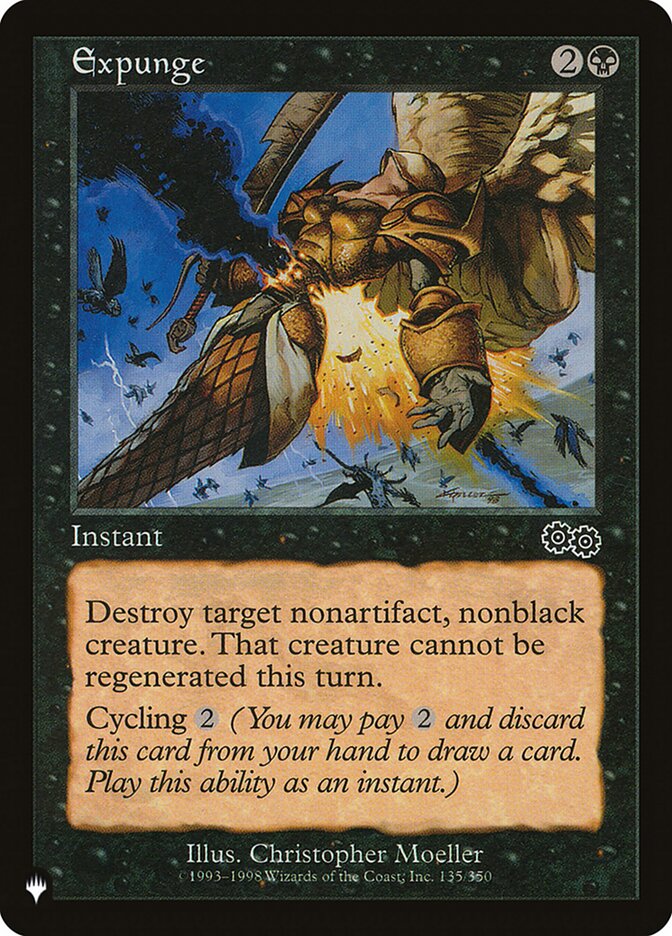 Expunge 2
Instant
Destroy target nonartifact, nonblack
creature. That creature cannot be
regenerated this turn.
Cycling 2 (You may pay 2 and discard
this card from your hand to draw a card.
Play this ability as an instant.)
Illus. Christopher Moeller
©1993–1998 Wizards of the Coast, Inc. 135/350